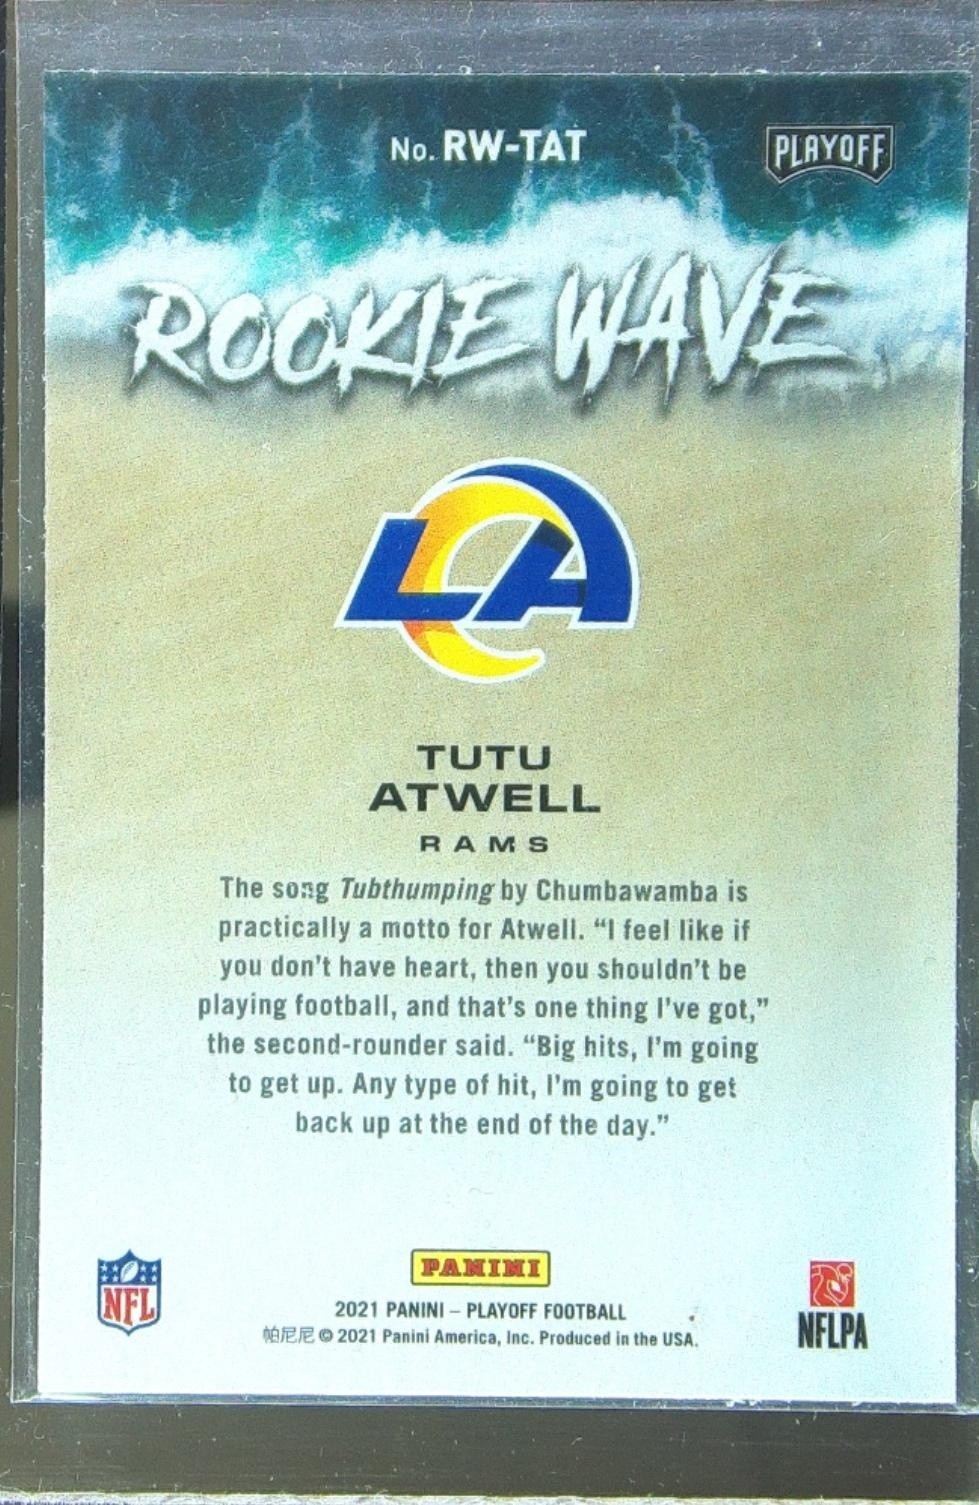 No. RW-TAT
PLAYOFF
ROOKIE WAVE
LA
TUTU
ATWELL
RAMS
The song Tubthumping by Chumbawamba is
practically a motto for Atwell. “I feel like if
you don't have heart, then you shouldn't be
playing football, and that's one thing I've got,”
the second-rounder said. “Big hits, I'm going
to get up. Any type of hit, I'm going to get
back up at the end of the day.”
NFL
PANINI
2021 PANINI – PLAYOFF FOOTBALL
帕尼尼 © 2021 Panini America, Inc. Produced in the USA.
NFLPA